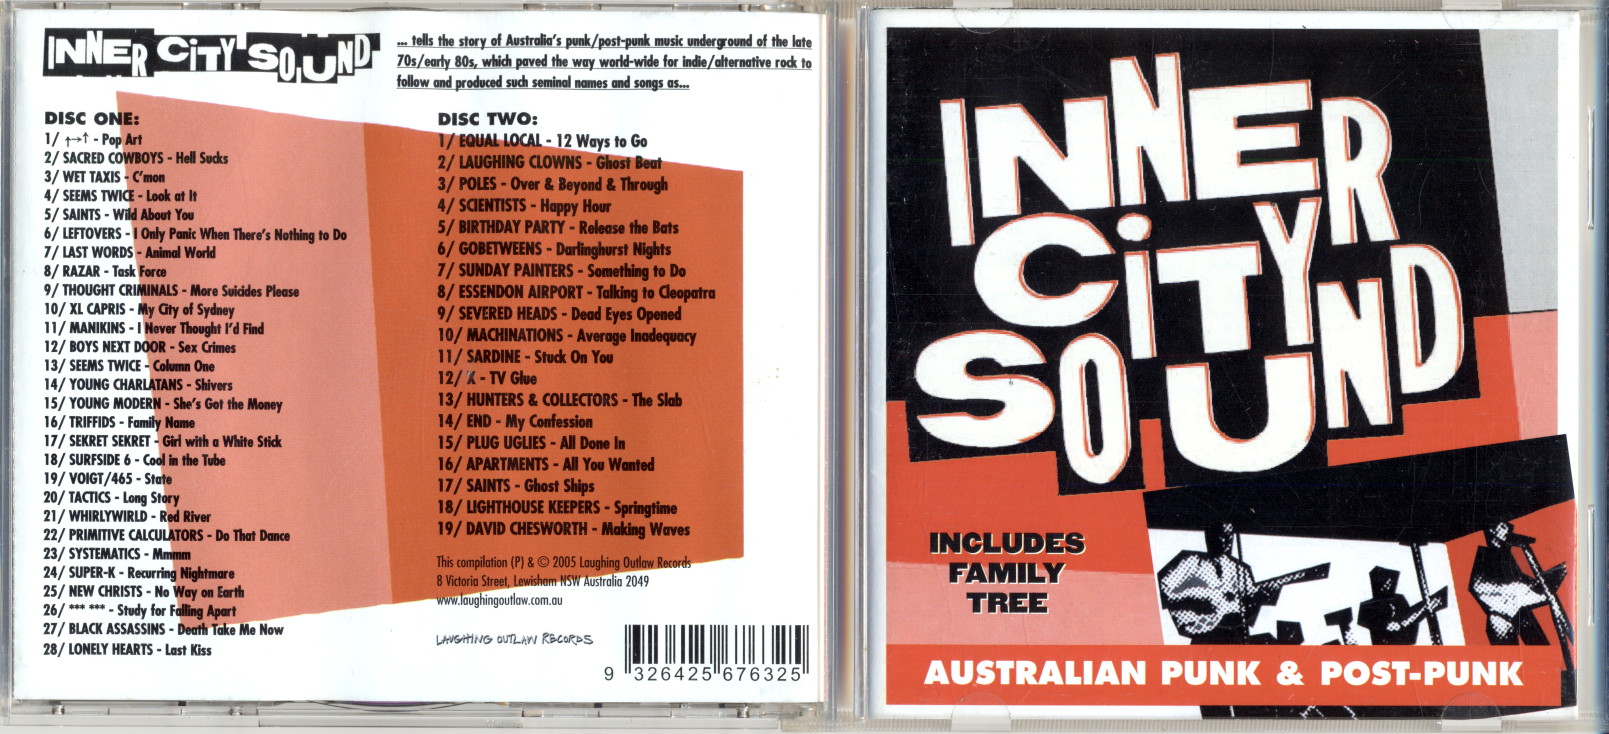 INNER CiTY SOUND
... tells the story of Australia's punk/post-punk music underground of the late
70s/early 80s, which paved the way world-wide for indie/alternative rock to
follow and produced such seminal names and songs as...
DISC ONE:
1/ ↑→↑ - Pop Art
2/ SACRED COWBOYS - Hell Sucks
3/ WET TAXIS - C'mon
4/ SEEMS TWICE - Look at It
5/ SAINTS - Wild About You
6/ LEFTOVERS - I Only Panic When There's Nothing to Do
7/ LAST WORDS - Animal World
8/ RAZAR - Task Force
9/ THOUGHT CRIMINALS - More Suicides Please
10/ XL CAPRIS - My City of Sydney
11/ MANIKINS - I Never Thought I'd Find
12/ BOYS NEXT DOOR - Sex Crimes
13/ SEEMS TWICE - Column One
14/ YOUNG CHARLATANS - Shivers
15/ YOUNG MODERN - She's Got the Money
16/ TRIFFIDS - Family Name
17/ SEKRET SEKRET - Girl with a White Stick
18/ SURFSIDE 6 - Cool in the Tube
19/ VOIGT/465 - State
20/ TACTICS - Long Story
21/ WHIRLYWIRLD - Red River
22/ PRIMITIVE CALCULATORS - Do That Dance
23/ SYSTEMATICS - Mmmm
24/ SUPER-K - Recurring Nightmare
25/ NEW CHRISTS - No Way on Earth
26/ *** *** - Study for Falling Apart
27/ BLACK ASSASSINS - Death Take Me Now
28/ LONELY HEARTS - Last Kiss
DISC TWO:
1/ EQUAL LOCAL - 12 Ways to Go
2/ LAUGHING CLOWNS - Ghost Beat
3/ POLES - Over & Beyond & Through
4/ SCIENTISTS - Happy Hour
5/ BIRTHDAY PARTY - Release the Bats
6/ GOBETWEENS - Darlinghurst Nights
7/ SUNDAY PAINTERS - Something to Do
8/ ESSENDON AIRPORT - Talking to Cleopatra
9/ SEVERED HEADS - Dead Eyes Opened
10/ MACHINATIONS - Average Inadequacy
11/ SARDINE - Stuck On You
12/ X - TV Glue
13/ HUNTERS & COLLECTORS - The Slab
14/ END - My Confession
15/ PLUG UGLIES - All Done In
16/ APARTMENTS - All You Wanted
17/ SAINTS - Ghost Ships
18/ LIGHTHOUSE KEEPERS - Springtime
19/ DAVID CHESWORTH - Making Waves
This compilation (P) & © 2005 Laughing Outlaw Records
8 Victoria Street, Lewisham NSW Australia 2049
www.laughingoutlaw.com.au
LAUGHING OUTLAW RECORDS
9 326425 676325
INNER
CiTY
SOUND
INCLUDES
FAMILY
TREE
AUSTRALIAN PUNK & POST-PUNK